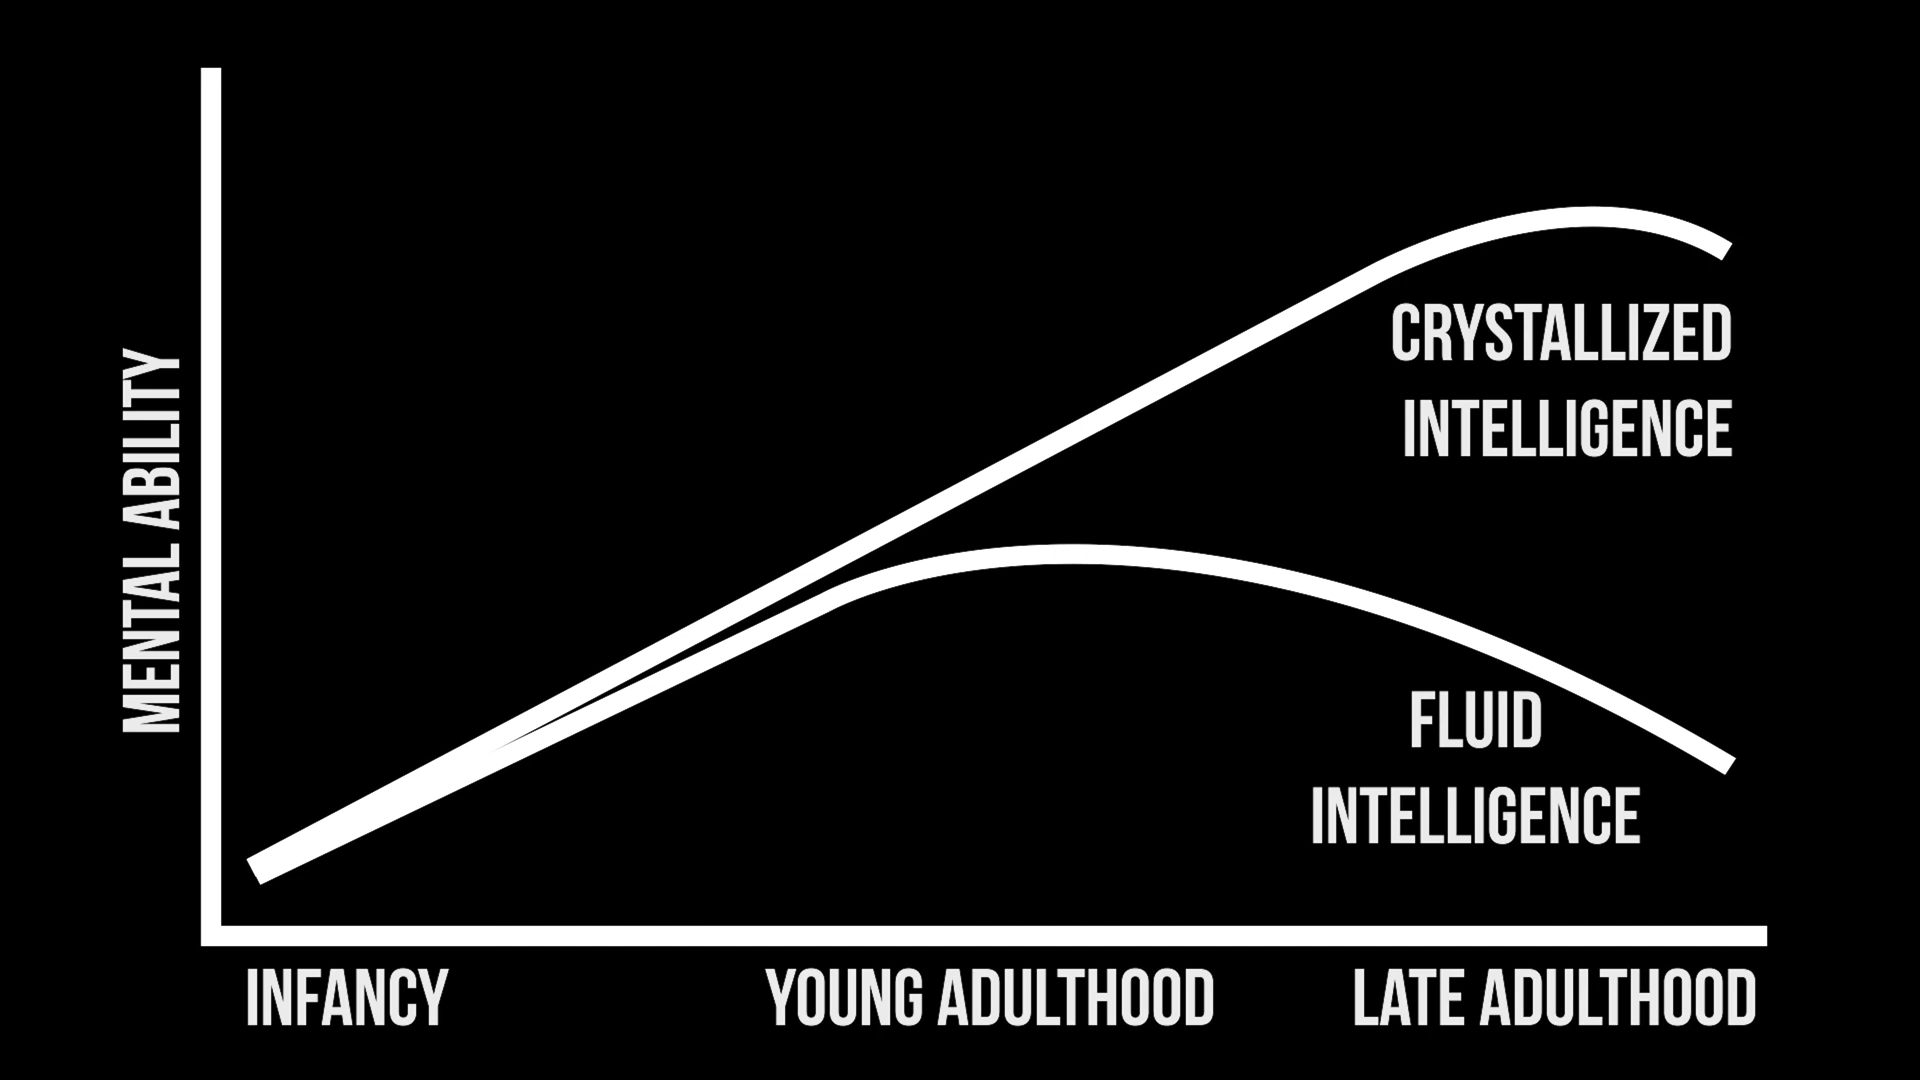 MENTAL ABILITY
CRYSTALLIZED
INTELLIGENCE
FLUID
INTELLIGENCE
INFANCY
YOUNG ADULTHOOD
LATE ADULTHOOD